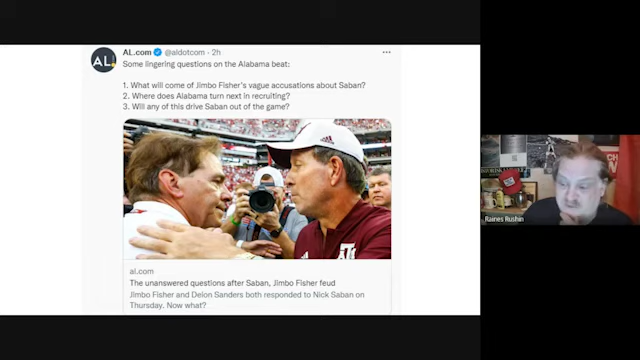 AL.com @aldotcom · 2h
Some lingering questions on the Alabama beat:
1. What will come of Jimbo Fisher's vague accusations about Saban?
2. Where does Alabama turn next in recruiting?
3. Will any of this drive Saban out of the game?
AL.
al.com
The unanswered questions after Saban, Jimbo Fisher feud
Jimbo Fisher and Deion Sanders both responded to Nick Saban on
Thursday. Now what?
Raines Rushin